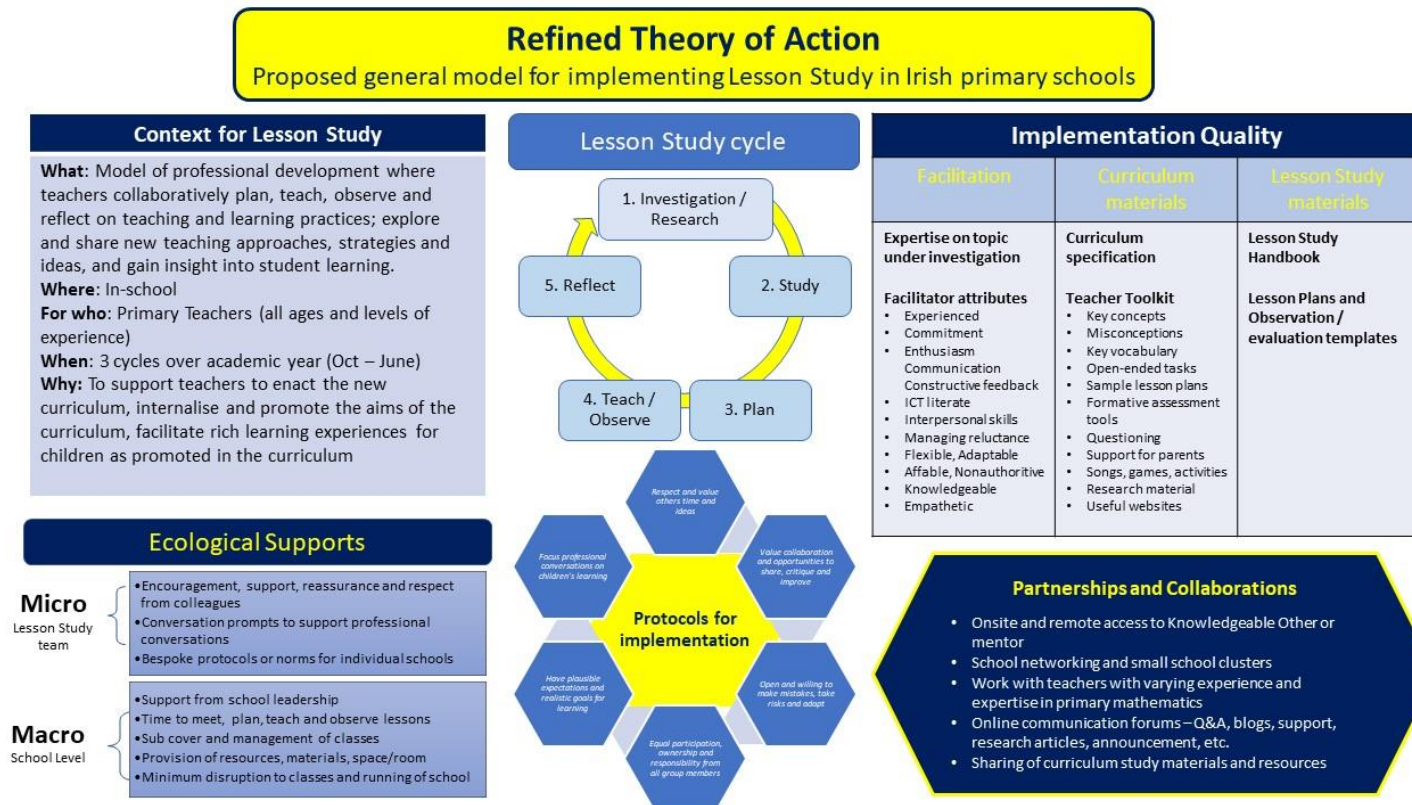 Refined Theory of Action
Proposed general model for implementing Lesson Study in Irish primary schools
Context for Lesson Study
What: Model of professional development where
teachers collaboratively plan, teach, observe and
reflect on teaching and learning practices; explore
and share new teaching approaches, strategies and
ideas, and gain insight into student learning.
Where: In-school
For who: Primary Teachers (all ages and levels of
experience)
When: 3 cycles over academic year (Oct – June)
Why: To support teachers to enact the new
curriculum, internalise and promote the aims of the
curriculum, facilitate rich learning experiences for
children as promoted in the curriculum
Ecological Supports
Micro
Lesson Study
team
•Encouragement, support, reassurance and respect
from colleagues
•Conversation prompts to support professional
conversations
•Bespoke protocols or norms for individual schools
Macro
School Level
•Support from school leadership
•Time to meet, plan, teach and observe lessons
•Sub cover and management of classes
•Provision of resources, materials, space/room
•Minimum disruption to classes and running of school
Lesson Study cycle
1. Investigation /
Research
2. Study
3. Plan
4. Teach /
Observe
5. Reflect
Protocols for
implementation
Respect and value
others time and
ideas
Value collaboration
and opportunities to
share, critique and
improve
Open and willing to
make mistakes, take
risks and adapt
Equal participation,
ownership and
responsibility from
all group members
Have plausible
expectations and
realistic goals for
learning
Focus professional
conversations on
children's learning
Implementation Quality
Facilitation
Expertise on topic
under investigation
Facilitator attributes
• Experienced
• Commitment
• Enthusiasm
Communication
Constructive feedback
• ICT literate
• Interpersonal skills
• Managing reluctance
• Flexible, Adaptable
• Affable, Nonauthoritive
• Knowledgeable
• Empathetic
Curriculum
materials
Curriculum
specification
Teacher Toolkit
• Key concepts
• Misconceptions
• Key vocabulary
• Open-ended tasks
• Sample lesson plans
• Formative assessment
tools
• Questioning
• Support for parents
• Songs, games, activities
• Research material
• Useful websites
Lesson Study
materials
Lesson Study
Handbook
Lesson Plans and
Observation /
evaluation templates
Partnerships and Collaborations
• Onsite and remote access to Knowledgeable Other or
mentor
• School networking and small school clusters
• Work with teachers with varying experience and
expertise in primary mathematics
• Online communication forums – Q&A, blogs, support,
research articles, announcement, etc.
• Sharing of curriculum study materials and resources